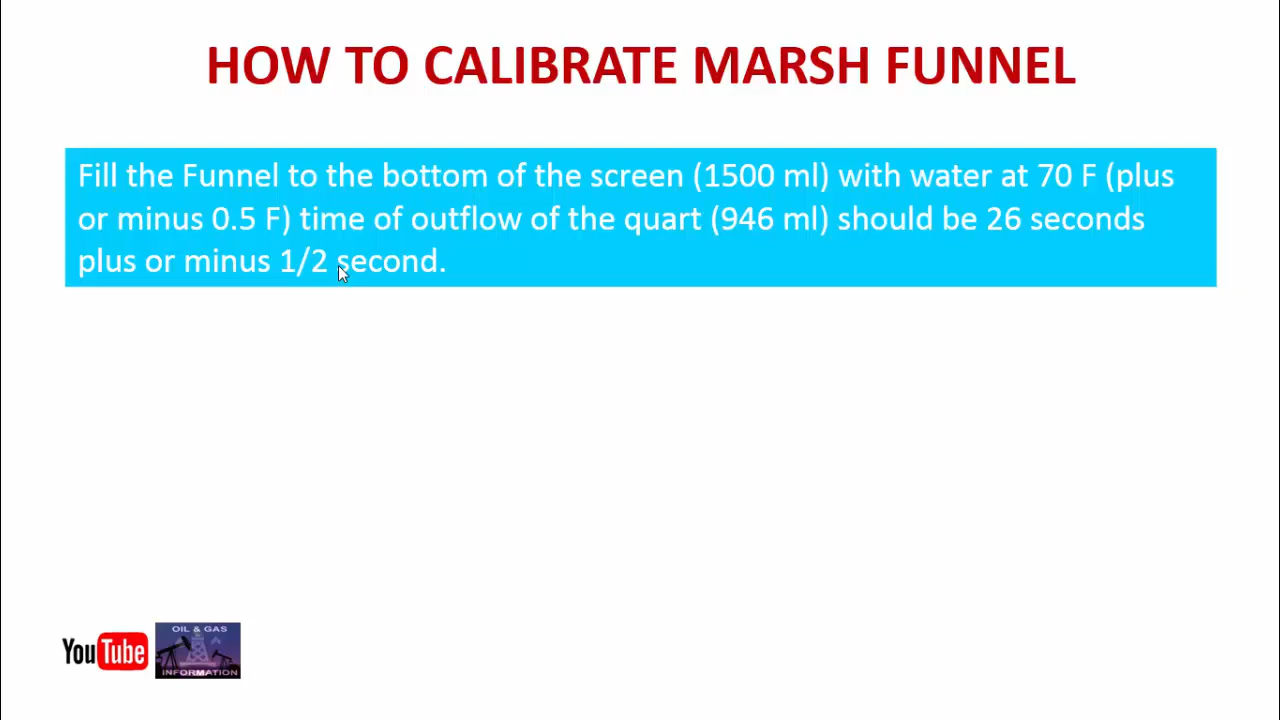 HOW TO CALIBRATE MARSH FUNNEL
Fill the Funnel to the bottom of the screen (1500 ml) with water at 70 F (plus
or minus 0.5 F) time of outflow of the quart (946 ml) should be 26 seconds
plus or minus 1/2 second.
YouTube
OIL & GAS
INFORMATION